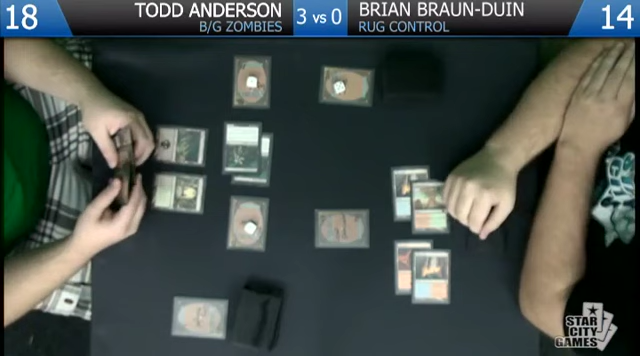 18
TODD ANDERSON
B/G ZOMBIES
3 vs 0
BRIAN BRAUN-DUIN
RUG CONTROL
14
STAR
CITY
GAMES